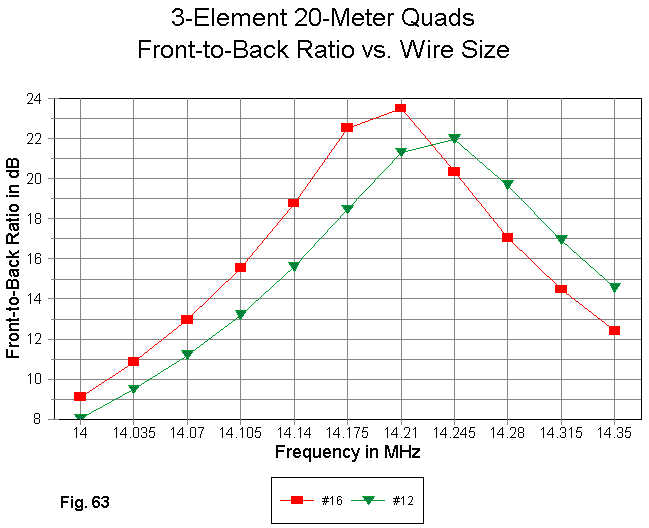 3-Element 20-Meter Quads
Front-to-Back Ratio vs. Wire Size
Front-to-Back Ratio in dB
24
22
20
18
16
14
12
10
8
14 14.035 14.07 14.105 14.14 14.175 14.21 14.245 14.28 14.315 14.35
Frequency in MHz
Fig. 63
#16 #12